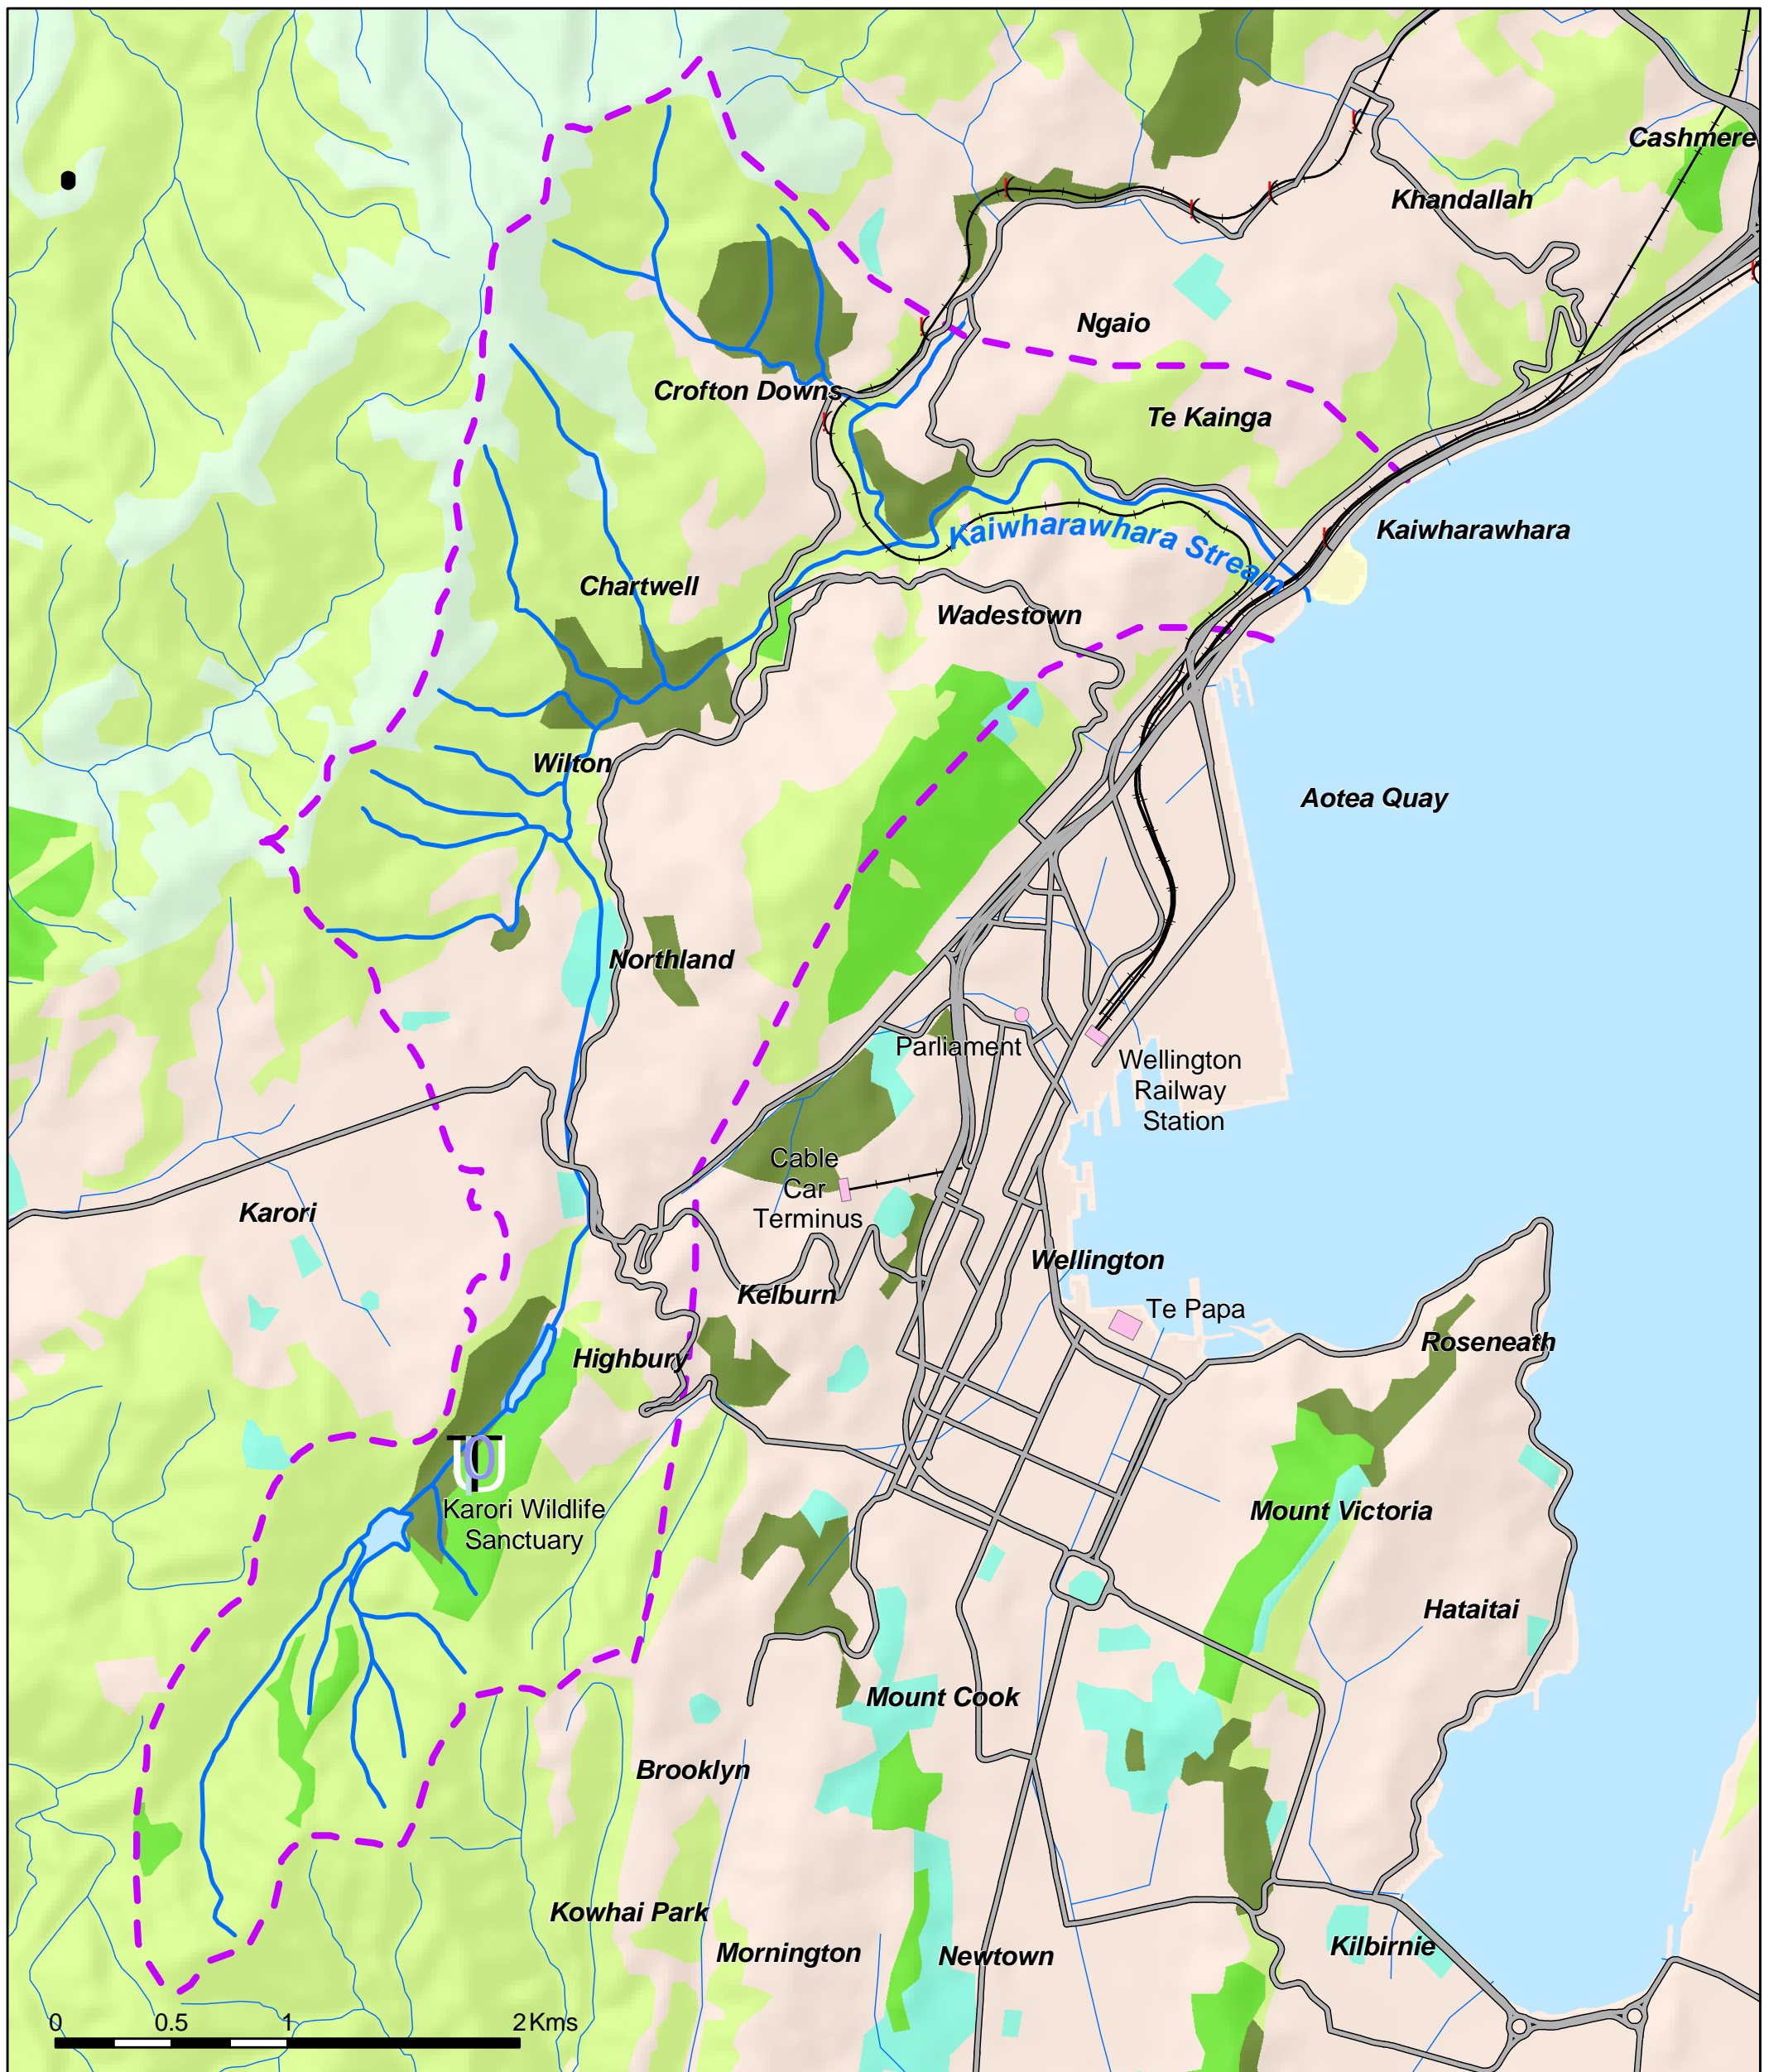 Cashmere
Khandallah
Ngaio
Crofton Downs
Te Kainga
Kaiwharawhara
Kaiwharawhara Stream
Chartwell
Wadestown
Wilton
Aotea Quay
Northland
Parliament
Wellington
Railway
Station
Cable
Car
Terminus
Karori
Wellington
Kelburn
Te Papa
Roseneath
Highbury
Karori Wildlife
Sanctuary
Mount Victoria
Hataitai
Mount Cook
Brooklyn
Kowhai Park
Mornington
Newtown
Kilbirnie
0 0.5 1 2 Kms